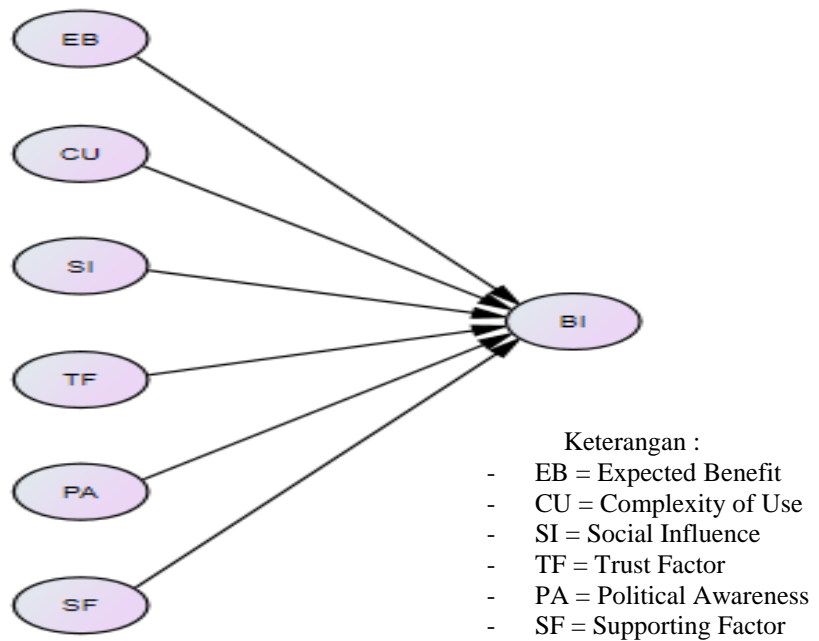 EB
CU
SI
TF
PA
SF
BI
Keterangan :
- EB = Expected Benefit
- CU = Complexity of Use
- SI = Social Influence
- TF = Trust Factor
- PA = Political Awareness
- SF = Supporting Factor